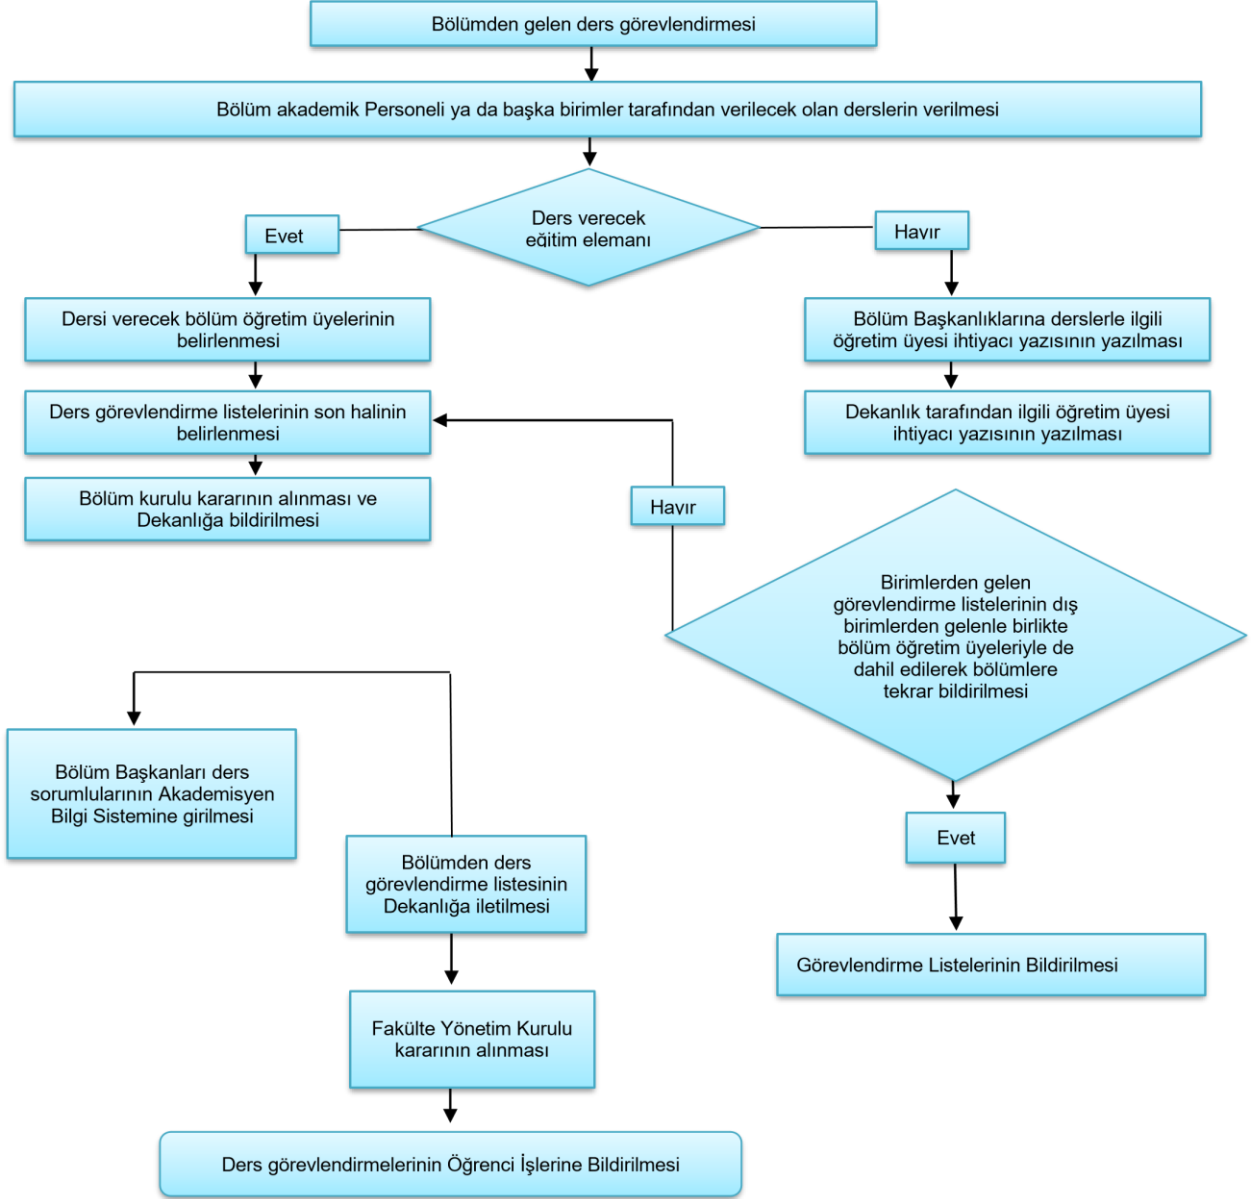 Bölümden gelen ders görevlendirmesi
Bölüm akademik Personeli ya da başka birimler tarafından verilecek olan derslerin verilmesi
Ders verecek
eğitim elemanı
Evet
Havır
Dersi verecek bölüm öğretim üyelerinin
belirlenmesi
Bölüm Başkanlıklarına derslerle ilgili
öğretim üyesi ihtiyacı yazısının yazılması
Ders görevlendirme listelerinin son halinin
belirlenmesi
Dekanlık tarafından ilgili öğretim üyesi
ihtiyacı yazısının yazılması
Bölüm kurulu kararının alınması ve
Dekanlığa bildirilmesi
Havır
Birimlerden gelen
görevlendirme listelerinin dış
birimlerden gelenle birlikte
bölüm öğretim üyeleriyle de
dahil edilerek bölümlere
tekrar bildirilmesi
Bölüm Başkanları ders
sorumlularının Akademisyen
Bilgi Sistemine girilmesi
Evet
Bölümden ders
görevlendirme listesinin
Dekanlığa iletilmesi
Görevlendirme Listelerinin Bildirilmesi
Fakülte Yönetim Kurulu
kararının alınması
Ders görevlendirmelerinin Öğrenci İşlerine Bildirilmesi